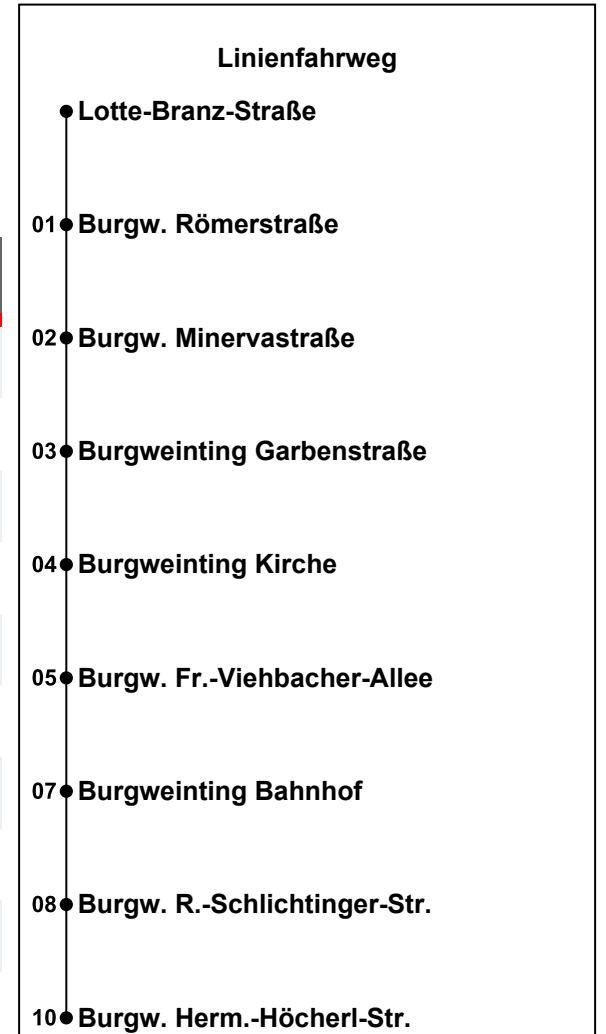 Linienfahrweg
Lotte-Branz-Straße
01 Burgw. Römerstraße
02 Burgw. Minervastraße
03 Burgweinting Garbenstraße
04 Burgweinting Kirche
05 Burgw. Fr.-Viehbacher-Allee
07 Burgweinting Bahnhof
08 Burgw. R.-Schlichtinger-Str.
10 Burgw. Herm.-Höcherl-Str.